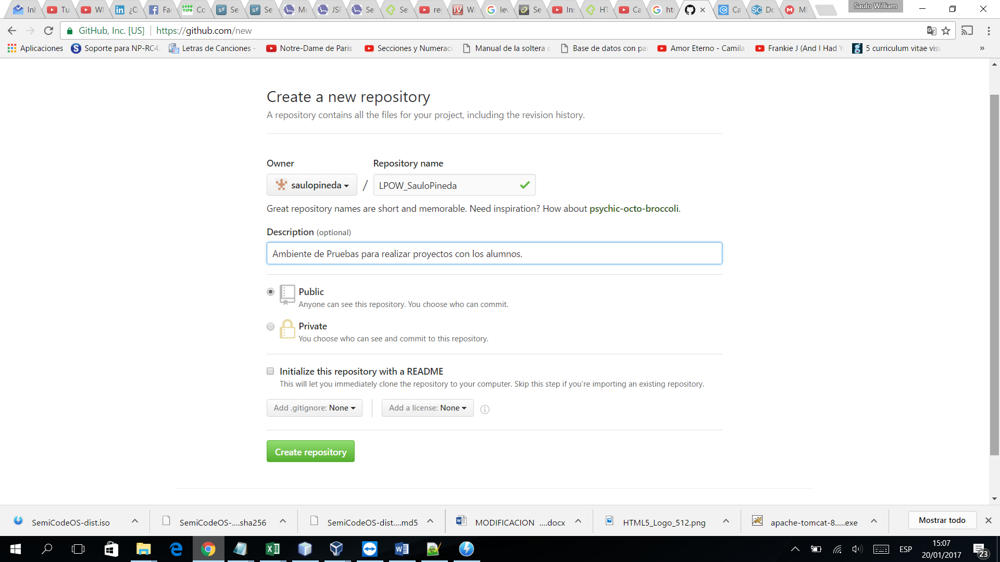 Saulo William
Tu
WI
¿C
Fa
Co
Se
Se
Me
JSI
Se
Se
re
W
lev
Se
In
HT
Ca
ht
Ca
Do
MI
GitHub, Inc. [US] https://github.com/new
Aplicaciones Soporte para NP-RC4 Letras de Canciones - Notre-Dame de Paris Secciones y Numeraci Manual de la soltera c Base de datos con pa Amor Eterno - Camila Frankie J (And I Had Y 5 curriculum vitae visu »
Create a new repository
A repository contains all the files for your project, including the revision history.
Owner Repository name
saulopineda / LPOW_SauloPineda
Great repository names are short and memorable. Need inspiration? How about psychic-octo-broccoli.
Description (optional)
Ambiente de Pruebas para realizar proyectos con los alumnos.
Public
Anyone can see this repository. You choose who can commit.
Private
You choose who can see and commit to this repository.
Initialize this repository with a README
This will let you immediately clone the repository to your computer. Skip this step if you’re importing an existing repository.
Add .gitignore: None Add a license: None
Create repository
SemiCodeOS-dist.iso SemiCodeOS-....sha256 SemiCodeOS-dist....md5 MODIFICACION ....docx HTML5_Logo_512.png apache-tomcat-8.....exe Mostrar todo
ESP
15:07
20/01/2017
23